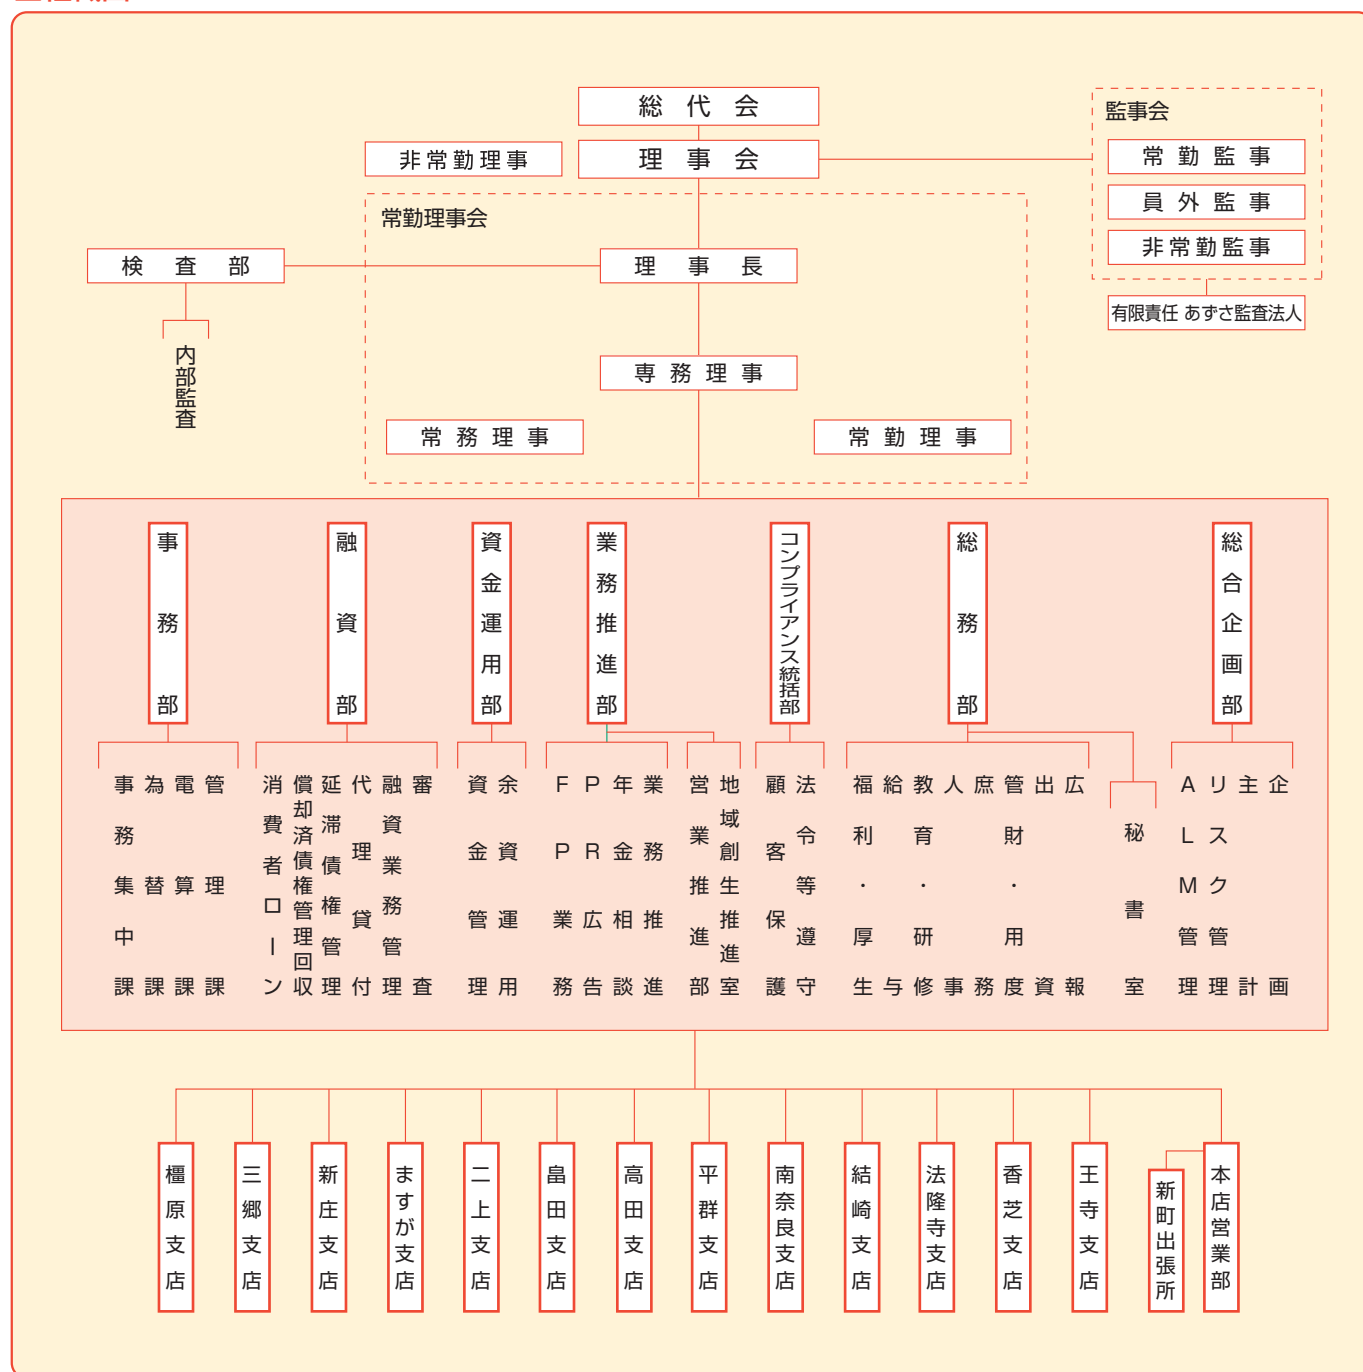 総代会
理事会
非常勤理事
監事会
常勤監事
員外監事
非常勤監事
有限責任 あずさ監査法人
常勤理事会
理事長
検査部
内部監査
専務理事
常務理事
常勤理事
総合企画部
総務部
コンプライアンス統括部
業務推進部
資金運用部
融資部
事務部
企画
主計
リスク管理
ALM管理
秘書室
広報
出資
管財・用度
庶務
人事
教育・研修
給与
福利・厚生
法令等遵守
顧客保護
地域創生推進室
営業推進部
業務推進
年金相談
PR広告
FP業務
余資運用
資金管理
審査
融資業務管理
代理貸付
延滞債権管理
償却済債権管理回収
消費者ローン
管理課
電算課
為替課
事務集中課
本店営業部
新町出張所
王寺支店
香芝支店
法隆寺支店
結崎支店
南奈良支店
平群支店
高田支店
畠田支店
二上支店
ますが支店
新庄支店
三郷支店
橿原支店